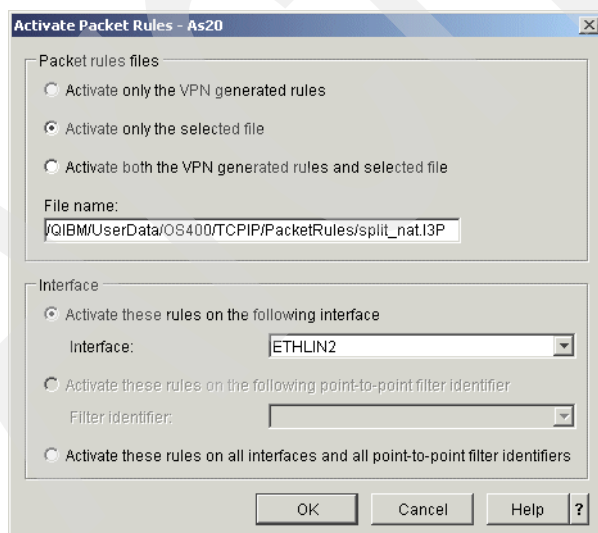 Activate Packet Rules - As20
Packet rules files
Activate only the VPN generated rules
Activate only the selected file
Activate both the VPN generated rules and selected file
File name:
/QIBM/UserData/OS400/TCPIP/PacketRules/split_nat.I3P
Interface
Activate these rules on the following interface
Interface: ETHLIN2
Activate these rules on the following point-to-point filter identifier
Filter identifier:
Activate these rules on all interfaces and all point-to-point filter identifiers
OK Cancel Help ?